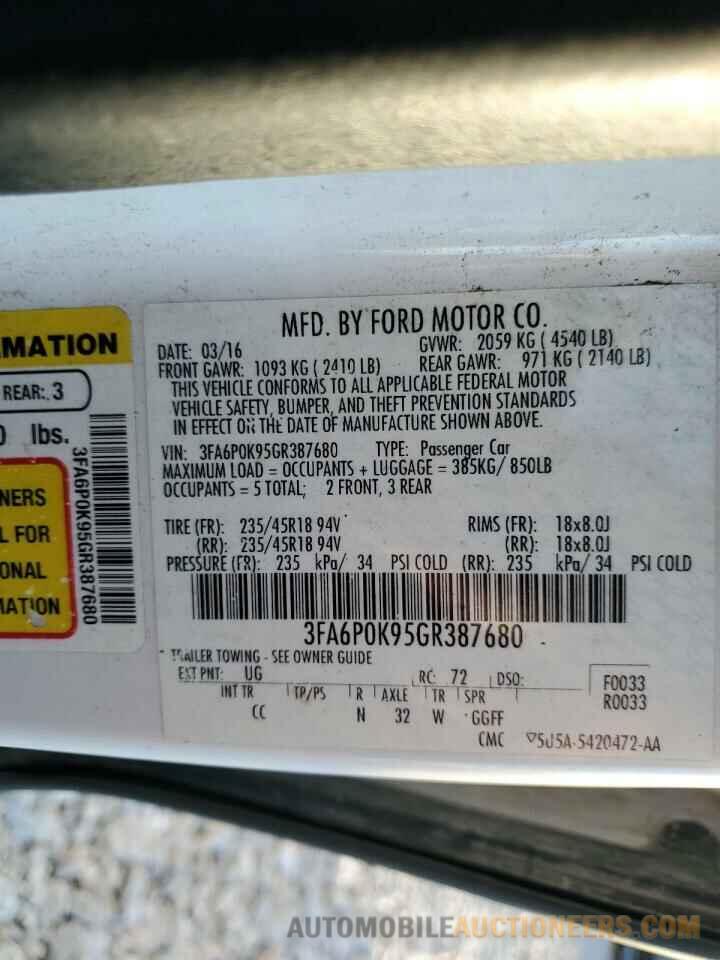 MFD. BY FORD MOTOR CO.
DATE: 03/16 GVWR: 2059 KG ( 4540 LB)
FRONT GAWR: 1093 KG ( 2410 LB) REAR GAWR: 971 KG ( 2140 LB)
THIS VEHICLE CONFORMS TO ALL APPLICABLE FEDERAL MOTOR
VEHICLE SAFETY, BUMPER, AND THEFT PREVENTION STANDARDS
IN EFFECT ON THE DATE OF MANUFACTURE SHOWN ABOVE.
VIN: 3FA6P0K95GR387680 TYPE: Passenger Car
MAXIMUM LOAD = OCCUPANTS + LUGGAGE = 385KG/ 850LB
OCCUPANTS = 5 TOTAL; 2 FRONT, 3 REAR
TIRE (FR): 235/45R18 94V RIMS (FR): 18x8.0J
(RR): 235/45R18 94V (RR): 18x8.0J
PRESSURE (FR): 235 kPa/ 34 PSI COLD (RR): 235 kPa/ 34 PSI COLD
3FA6P0K95GR387680
TRAILER TOWING - SEE OWNER GUIDE
EXT PNT: UG RC: 72 DSO:
F0033
R0033
INT TR TP/PS R AXLE TR SPR
CC N 32 W GGFF
CMC 5U5A-5420472-AA
REAR: 3
0 lbs.
3FA6P0K95GR387680
L FOR
AUTOMOBILEAUCTIONEERS.COM